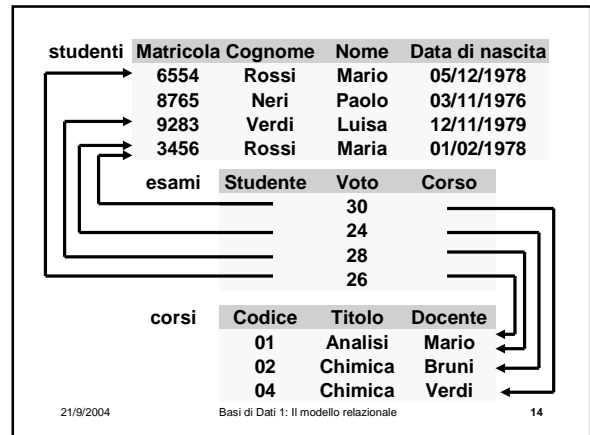 studenti Matricola Cognome Nome Data di nascita
6554 Rossi Mario 05/12/1978
8765 Neri Paolo 03/11/1976
9283 Verdi Luisa 12/11/1979
3456 Rossi Maria 01/02/1978
esami Studente Voto Corso
30
24
28
26
corsi Codice Titolo Docente
01 Analisi Mario
02 Chimica Bruni
04 Chimica Verdi
21/9/2004 Basi di Dati 1: Il modello relazionale 14